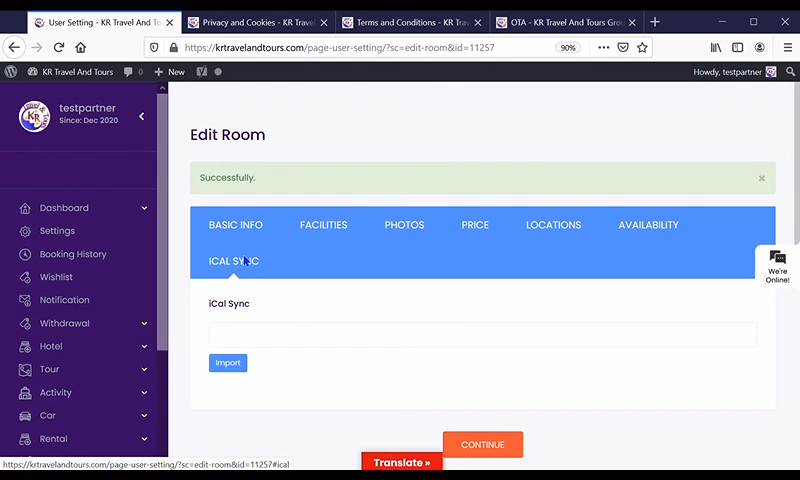 User Setting - KR Travel And To
Privacy and Cookies - KR Travel
Terms and Conditions - KR Trav
OTA - KR Travel And Tours Grou
https://krtravelandtours.com/page-user-setting/?sc=edit-room&id=11257
90%
KR Travel And Tours
0
New
Howdy, testpartner
testpartner
Since: Dec 2020
Dashboard
Settings
Booking History
Wishlist
Notification
Withdrawal
Hotel
Tour
Activity
Car
Rental
Edit Room
Successfully.
BASIC INFO
FACILITIES
PHOTOS
PRICE
LOCATIONS
AVAILABILITY
ICAL SYNC
iCal Sync
Import
CONTINUE
We're
Online!
Translate »
https://krtravelandtours.com/page-user-setting/?sc=edit-room&id=11257#ical